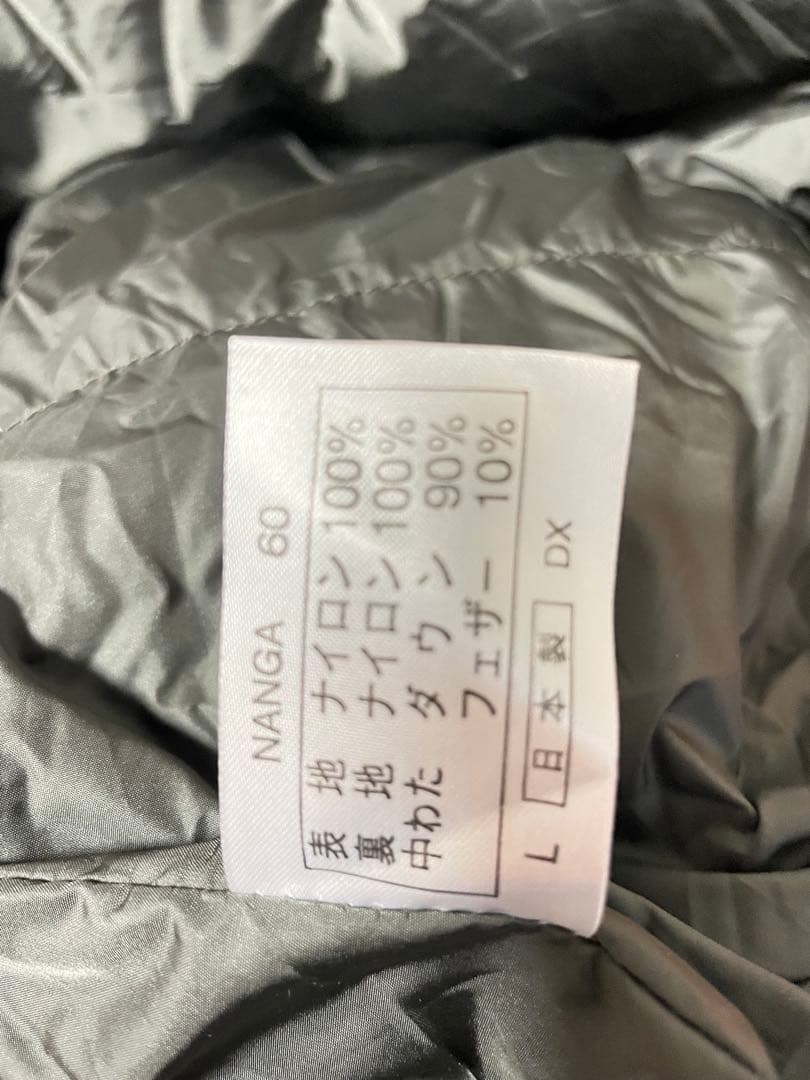 NANGA 60
表 地 ナイロン 100%
裏 地 ナイロン 100%
中わた ダウン 90%
フェザー 10%
L 日本製 DX